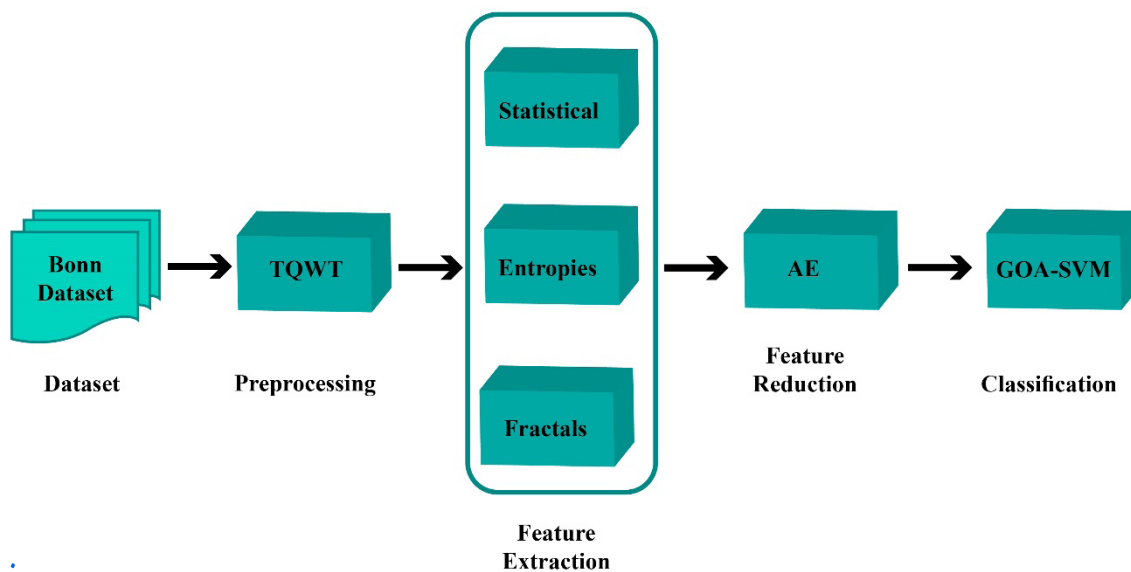 Statistical
Bonn
Dataset
TQWT
Entropies
AE
GOA-SVM
Fractals
Dataset
Preprocessing
Feature
Extraction
Feature
Reduction
Classification